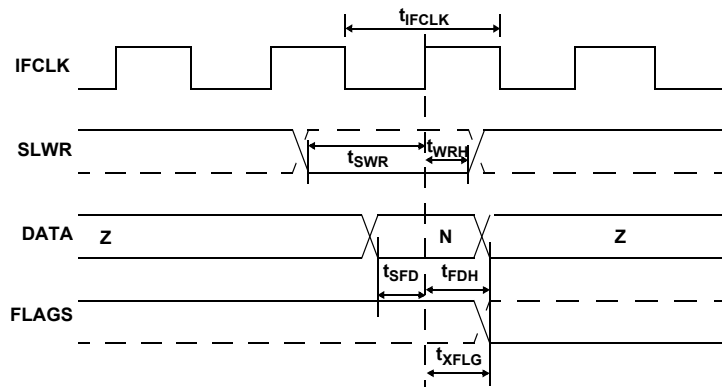 tIFCLK
IFCLK
SLWR
tSWR
tWRH
DATA
Z
N
Z
tSFD
tFDH
FLAGS
tXFLG